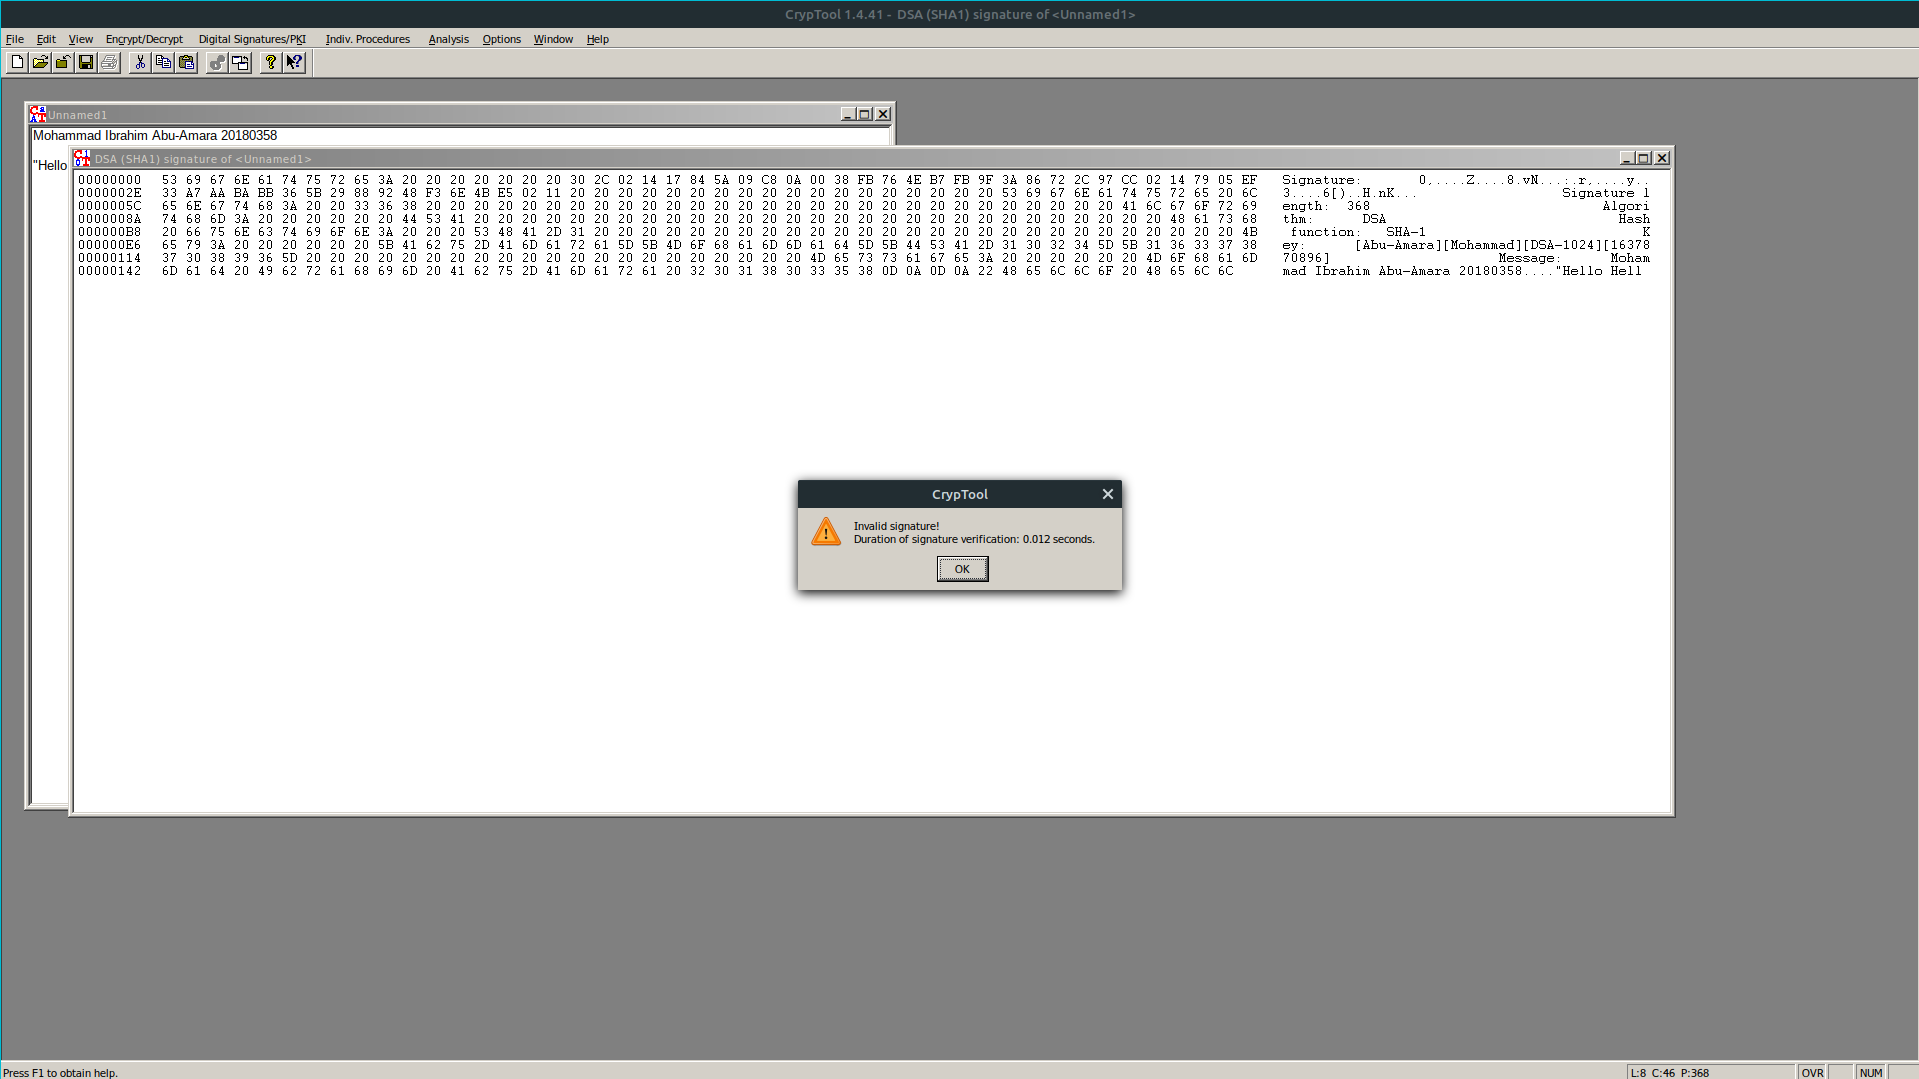 CrypTool 1.4.41 - DSA (SHA1) signature of <Unnamed1>
File Edit View Encrypt/Decrypt Digital Signatures/PKI Indiv. Procedures Analysis Options Window Help
Unnamed1
Mohammad Ibrahim Abu-Amara 20180358
"Hello
DSA (SHA1) signature of <Unnamed1>
00000000 53 69 67 6E 61 74 75 72 65 3A 20 20 20 20 20 20 20 30 2C 02 14 17 84 5A 09 C8 0A 00 38 FB 76 4E B7 FB 9F 3A 86 72 2C 97 CC 02 14 79 05 EF Signature: 0,....Z....8.vN...:.r,....y..
0000002E 33 A7 AA BA BB 36 5B 29 88 92 48 F3 6E 4B E5 02 11 20 20 20 20 20 20 20 20 20 20 20 20 20 20 20 20 20 20 53 69 67 6E 61 74 75 72 65 20 6C 3....6[)..H.nK... Signature l
0000005C 65 6E 67 74 68 3A 20 20 33 36 38 20 20 20 20 20 20 20 20 20 20 20 20 20 20 20 20 20 20 20 20 20 20 20 20 20 20 20 20 20 41 6C 67 6F 72 69 ength: 368 Algori
0000008A 74 68 6D 3A 20 20 20 20 20 20 44 53 41 20 20 20 20 20 20 20 20 20 20 20 20 20 20 20 20 20 20 20 20 20 20 20 20 20 20 20 20 20 48 61 73 68 thm: DSA Hash
000000B8 20 66 75 6E 63 74 69 6F 6E 3A 20 20 20 53 48 41 2D 31 20 20 20 20 20 20 20 20 20 20 20 20 20 20 20 20 20 20 20 20 20 20 20 20 20 20 20 4B function: SHA-1 K
000000E6 65 79 3A 20 20 20 20 20 20 5B 41 62 75 2D 41 6D 61 72 61 5D 5B 4D 6F 68 61 6D 6D 61 64 5D 5B 44 53 41 2D 31 30 32 34 5D 5B 31 36 33 37 38 ey: [Abu-Amara][Mohammad][DSA-1024][16378
00000114 37 30 38 39 36 5D 20 20 20 20 20 20 20 20 20 20 20 20 20 20 20 20 20 20 20 20 20 4D 65 73 73 61 67 65 3A 20 20 20 20 20 20 4D 6F 68 61 6D 70896] Message: Moham
00000142 6D 61 64 20 49 62 72 61 68 69 6D 20 41 62 75 2D 41 6D 61 72 61 20 32 30 31 38 30 33 35 38 0D 0A 0D 0A 22 48 65 6C 6C 6F 20 48 65 6C 6C mad Ibrahim Abu-Amara 20180358...."Hello Hell
CrypTool
Invalid signature!
Duration of signature verification: 0.012 seconds.
OK
Press F1 to obtain help.
L:8 C:46 P:368 OVR NUM